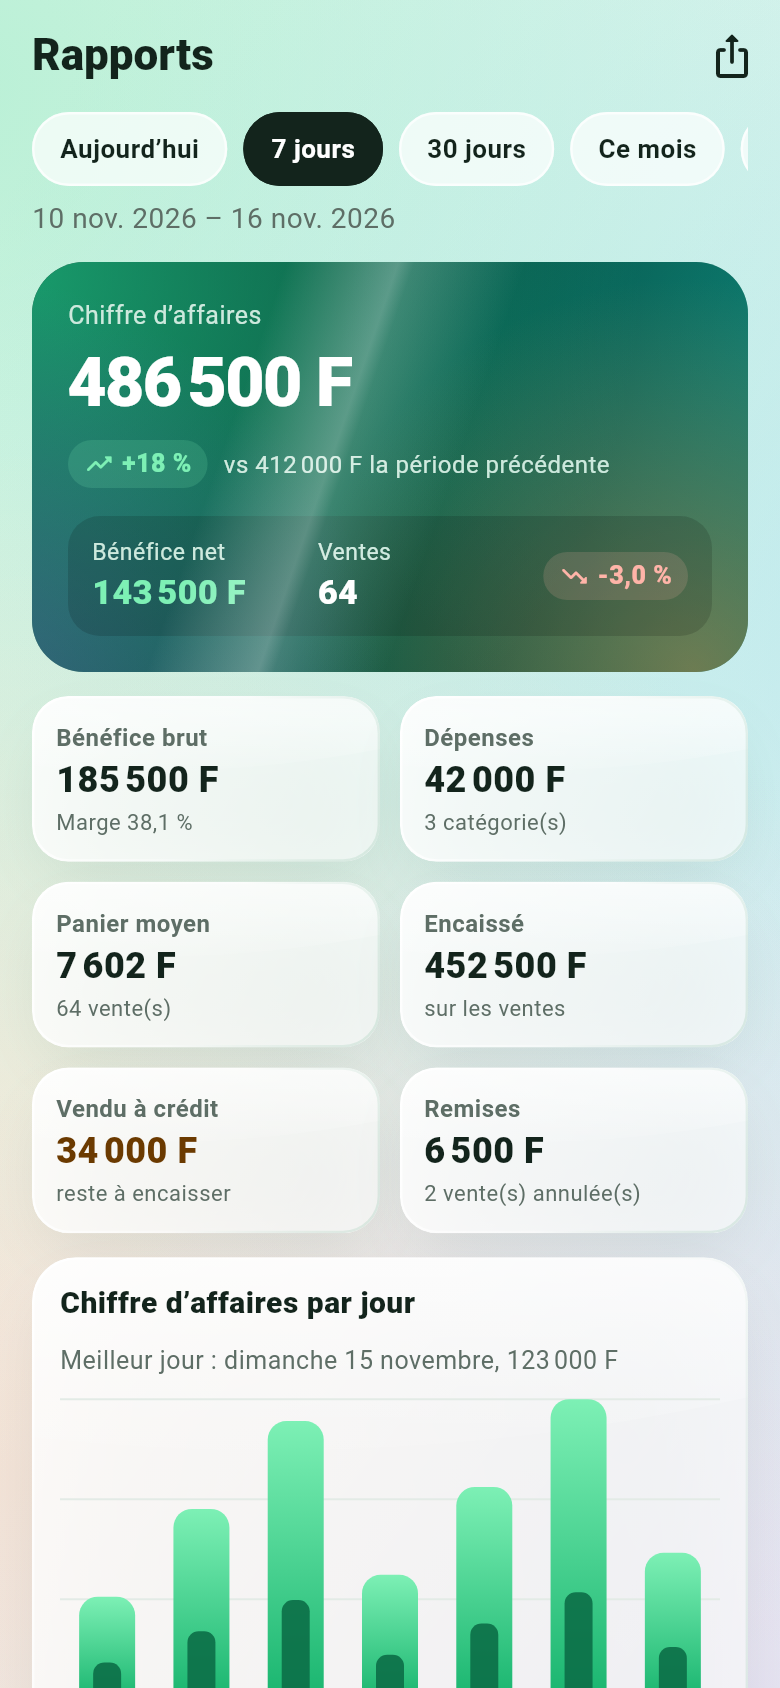 Rapports
Aujourd’hui
7 jours
30 jours
Ce mois
10 nov. 2026 – 16 nov. 2026
Chiffre d’affaires
486 500 F
+18 %
vs 412 000 F la période précédente
Bénéfice net
Ventes
143 500 F
64
-3,0 %
Bénéfice brut
185 500 F
Marge 38,1 %
Dépenses
42 000 F
3 catégorie(s)
Panier moyen
7 602 F
64 vente(s)
Encaissé
452 500 F
sur les ventes
Vendu à crédit
34 000 F
reste à encaisser
Remises
6 500 F
2 vente(s) annulée(s)
Chiffre d’affaires par jour
Meilleur jour : dimanche 15 novembre, 123 000 F